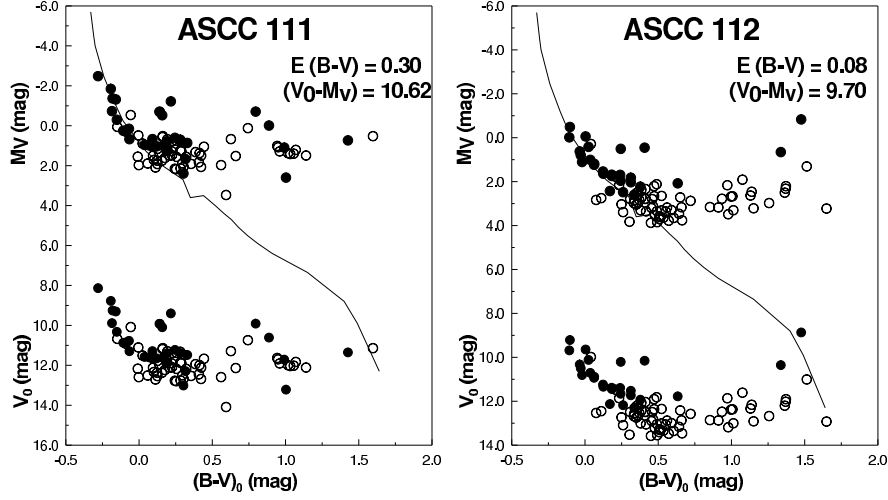 ASCC 111
E (B-V) = 0.30
(V0-MV) = 10.62
MV (mag)
V0 (mag)
-6.0
-4.0
-2.0
0.0
2.0
4.0
6.0
8.0
10.0
12.0
14.0
16.0
-0.5
0.0
0.5
1.0
1.5
2.0
(B-V)0 (mag)
ASCC 112
E (B-V) = 0.08
(V0-MV) = 9.70
MV (mag)
V0 (mag)
-6.0
-4.0
-2.0
0.0
2.0
4.0
6.0
8.0
10.0
12.0
14.0
-0.5
0.0
0.5
1.0
1.5
2.0
(B-V)0 (mag)